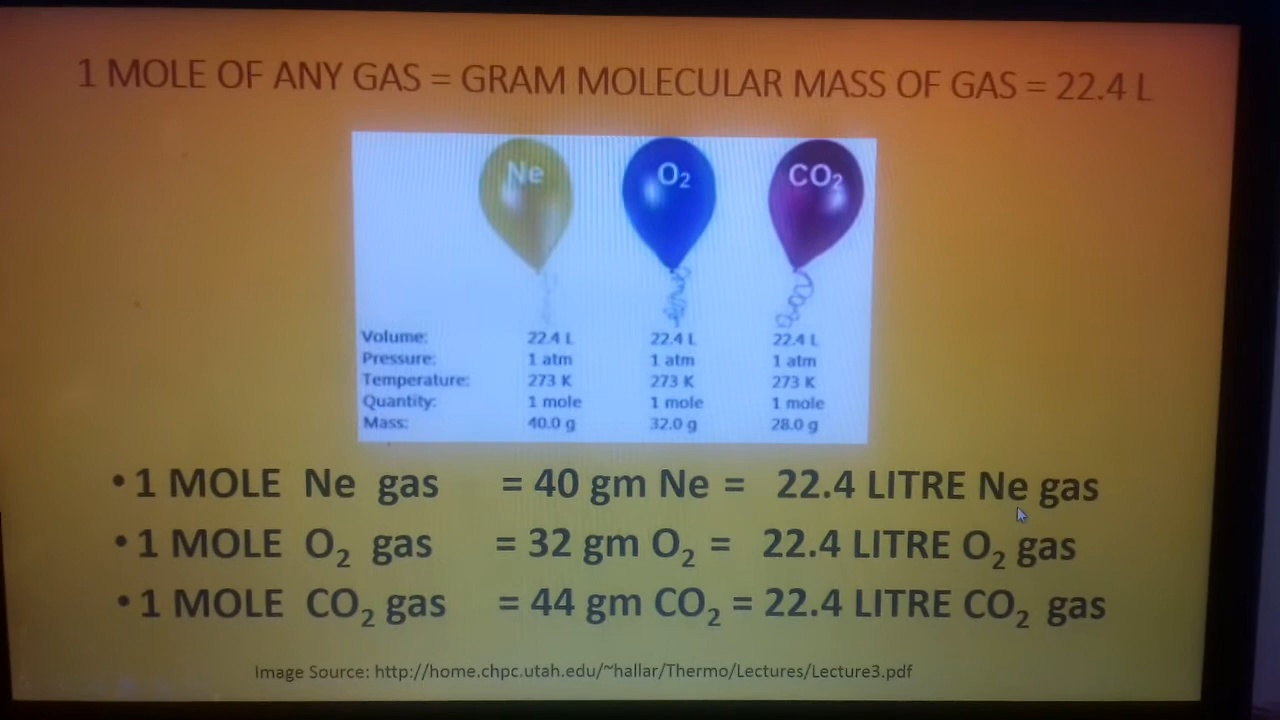 1 MOLE OF ANY GAS = GRAM MOLECULAR MASS OF GAS = 22.4 L
Ne O₂ CO₂
Volume: 22.4 L 22.4 L 22.4 L
Pressure: 1 atm 1 atm 1 atm
Temperature: 273 K 273 K 273 K
Quantity: 1 mole 1 mole 1 mole
Mass: 40.0 g 32.0 g 28.0 g
• 1 MOLE Ne gas = 40 gm Ne = 22.4 LITRE Ne gas
• 1 MOLE O₂ gas = 32 gm O₂ = 22.4 LITRE O₂ gas
• 1 MOLE CO₂ gas = 44 gm CO₂ = 22.4 LITRE CO₂ gas
Image Source: http://home.chpc.utah.edu/~hallar/Thermo/Lectures/Lecture3.pdf